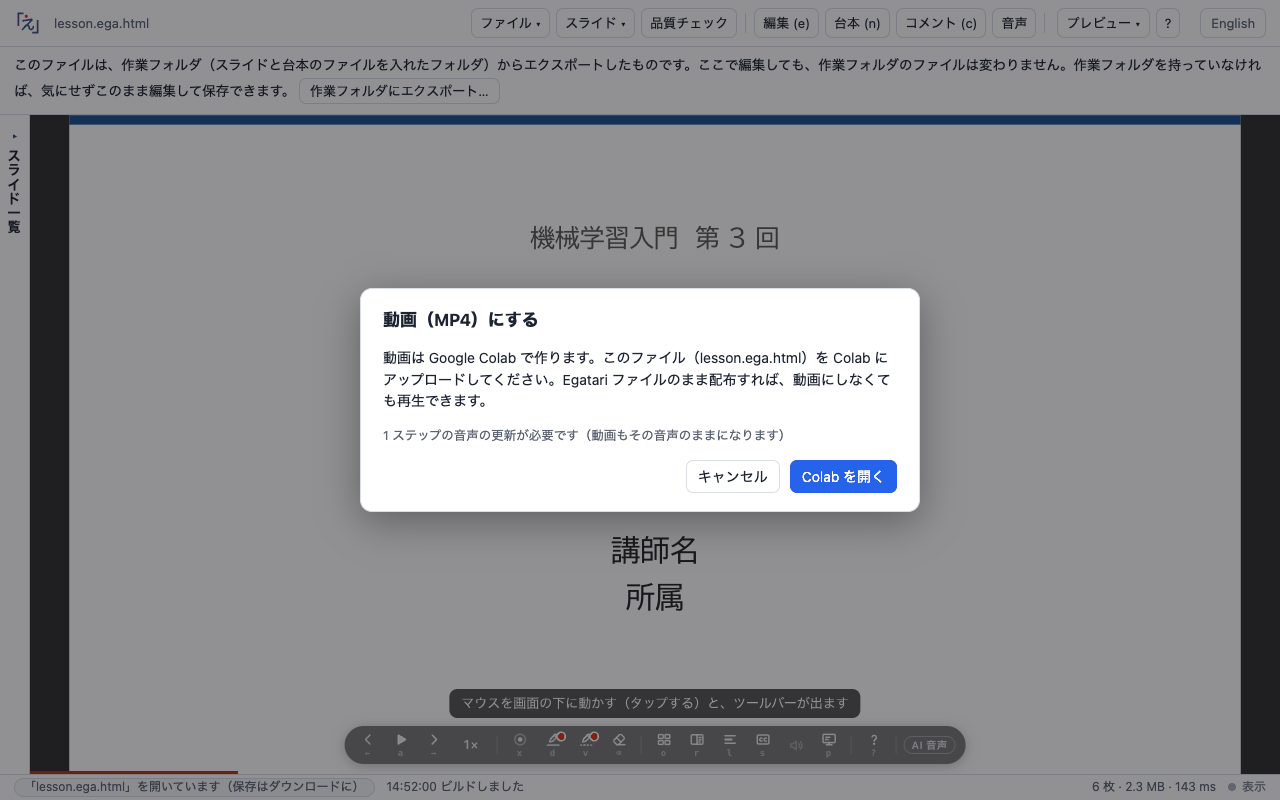 え
lesson.ega.html
ファイル ▾
スライド ▾
品質チェック
編集 (e)
台本 (n)
コメント (c)
音声
プレビュー ▾
?
English
このファイルは、作業フォルダ（スライドと台本のファイルを入れたフォルダ）からエクスポートしたものです。ここで編集しても、作業フォルダのファイルは変わりません。作業フォルダを持っていなけれ
ば、気にせずこのまま編集して保存できます。 作業フォルダにエクスポート...
スライド一覧
機械学習入門 第 3 回
動画（MP4）にする
動画は Google Colab で作ります。このファイル（lesson.ega.html）を Colab に
アップロードしてください。Egatari ファイルのまま配布すれば、動画にしなくて
も再生できます。
1 ステップの音声の更新が必要です（動画もその音声のままになります）
キャンセル
Colab を開く
講師名
所属
マウスを画面の下に動かす（タップする）と、ツールバーが出ます
1×
AI 音声
← a → x d v e o r l s p ?
「lesson.ega.html」を開いています（保存はダウンロードに）
14:52:00 ビルドしました
6 枚 · 2.3 MB · 143 ms
表示